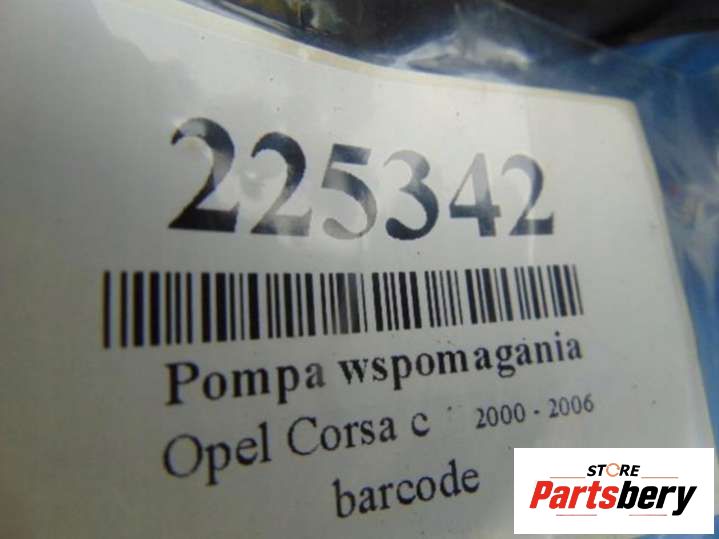 225342
Pompa wspomagania
Opel Corsa c 2000 - 2006
barcode
STORE
Partsbery